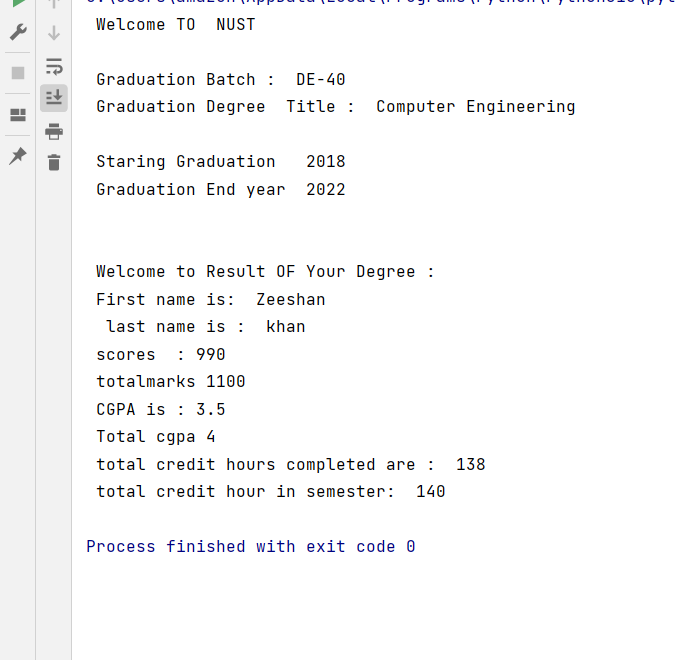 Welcome TO  NUST
Graduation Batch :  DE-40
Graduation Degree  Title :  Computer Engineering
Staring Graduation   2018
Graduation End year  2022
Welcome to Result OF Your Degree :
First name is:  Zeeshan
last name is :  khan
scores  : 990
totalmarks 1100
CGPA is : 3.5
Total cgpa 4
total credit hours completed are :  138
total credit hour in semester:  140
Process finished with exit code 0